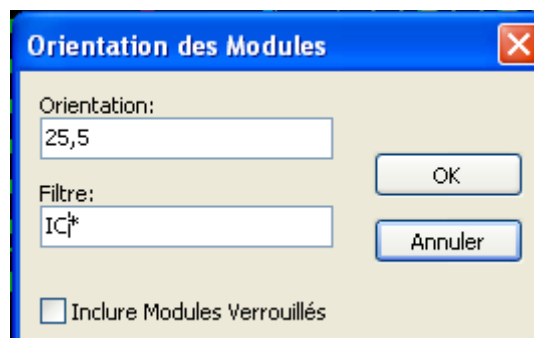 Orientation des Modules
Orientation:
25,5
OK
Filtre:
IC*
Annuler
Inclure Modules Verrouillés